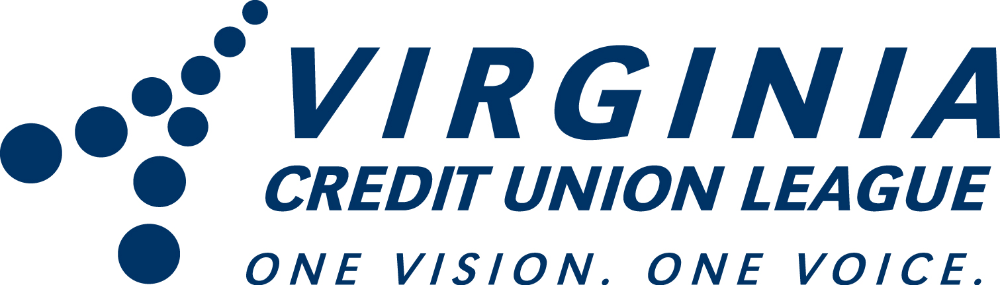 VIRGINIA
CREDIT UNION LEAGUE
ONE VISION. ONE VOICE.